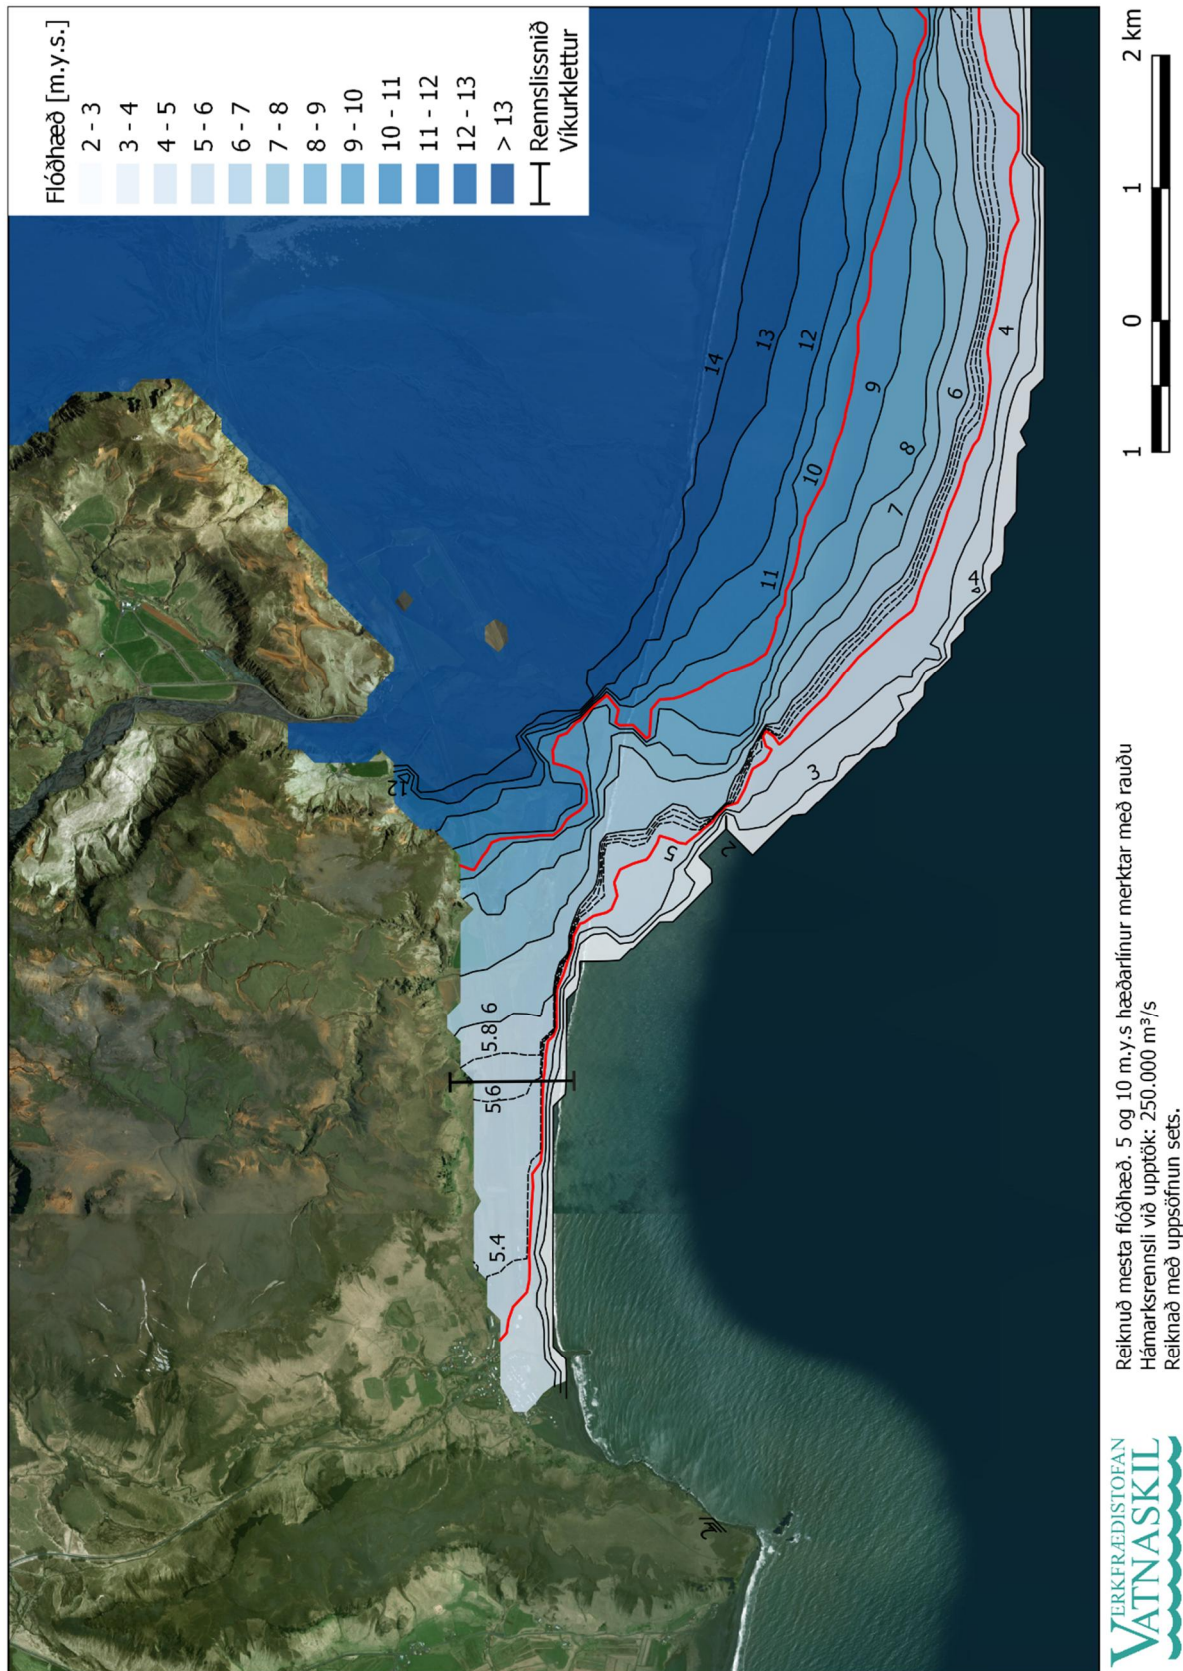 Flóðhæð [m.y.s.]
2 - 3
3 - 4
4 - 5
5 - 6
6 - 7
7 - 8
8 - 9
9 - 10
10 - 11
11 - 12
12 - 13
> 13
Rennslissnið
Víkurklettur
12
14
13
12
11
10
9
8
7
6
4
4
3
2
5
6
5.8
5.6
5.4
VERKFRÆÐISTOFAN
VATNASKIL
Reiknuð mesta flóðhæð. 5 og 10 m.y.s hæðarlínur merktar með rauðu
Hámarksrennsli við upptök: 250.000 m³/s
Reiknað með uppsöfnun sets.
1 0 1 2 km